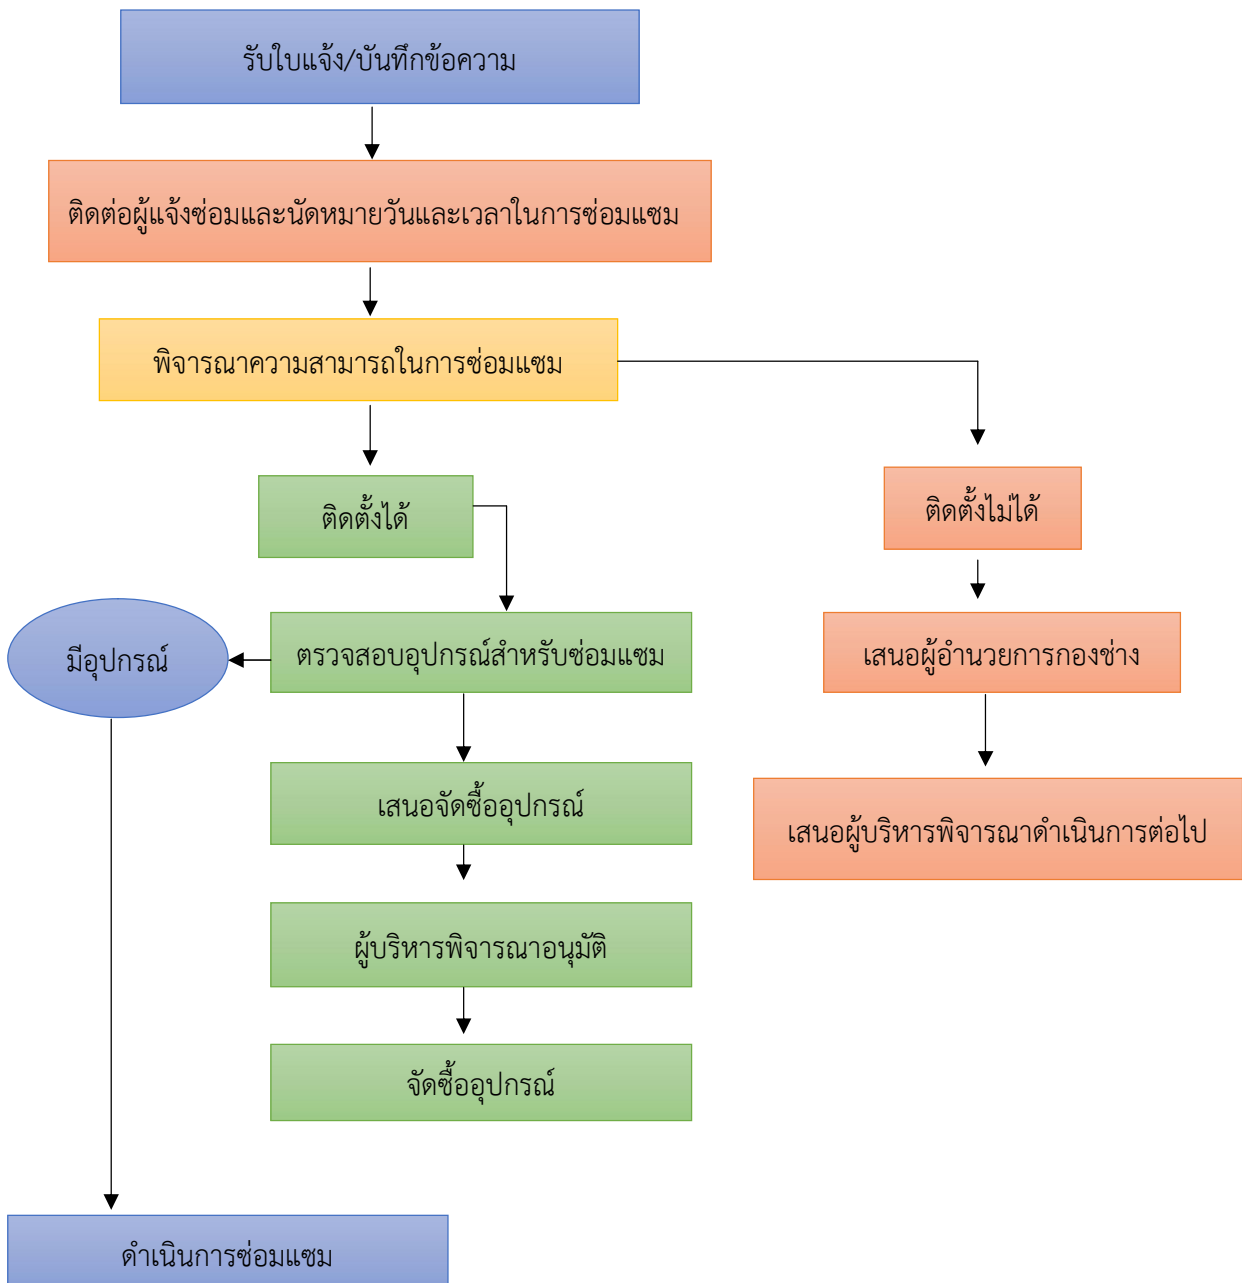 รับใบแจ้ง/บันทึกข้อความ
ติดต่อผู้แจ้งซ่อมและนัดหมายวันและเวลาในการซ่อมแซม
พิจารณาความสามารถในการซ่อมแซม
ติดตั้งได้
ติดตั้งไม่ได้
มีอุปกรณ์
ตรวจสอบอุปกรณ์สำหรับซ่อมแซม
เสนอผู้อำนวยการกองช่าง
เสนอจัดซื้ออุปกรณ์
เสนอผู้บริหารพิจารณาดำเนินการต่อไป
ผู้บริหารพิจารณาอนุมัติ
จัดซื้ออุปกรณ์
ดำเนินการซ่อมแซม